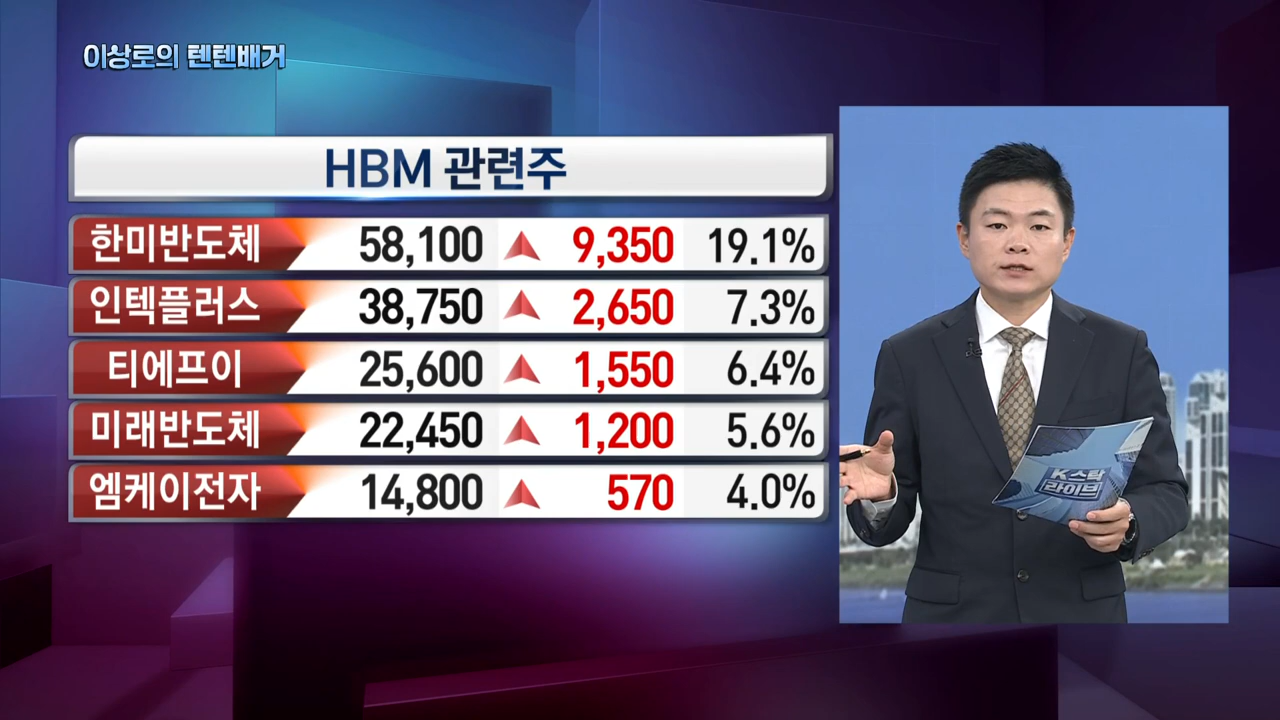 이상로의 텐텐배거
HBM 관련주
한미반도체 58,100 ▲ 9,350 19.1%
인텍플러스 38,750 ▲ 2,650 7.3%
티에프이 25,600 ▲ 1,550 6.4%
미래반도체 22,450 ▲ 1,200 5.6%
엠케이전자 14,800 ▲ 570 4.0%
K스탁
라이브